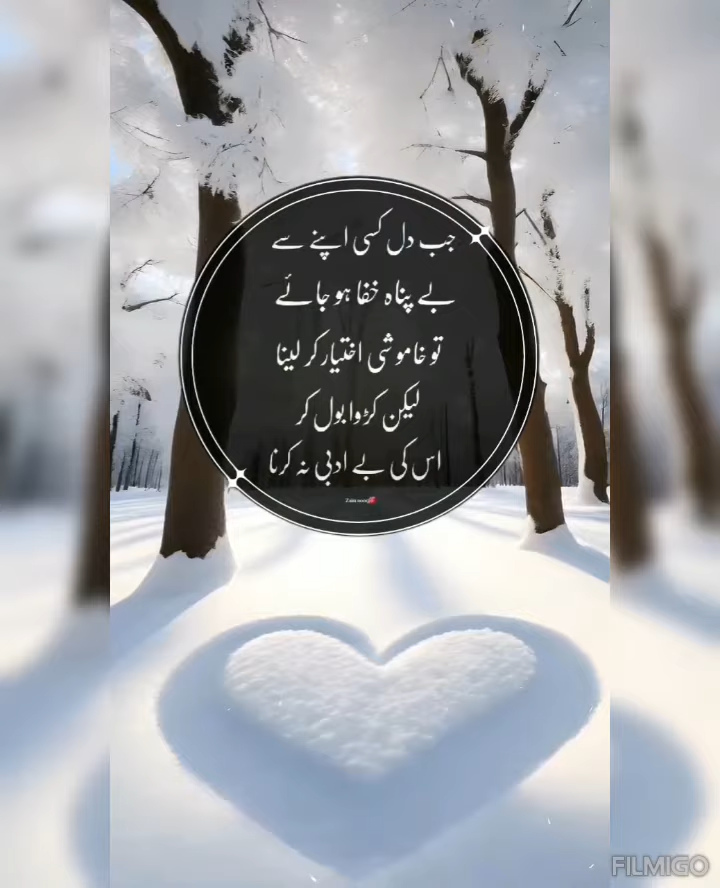 جب دل کسی اپنے سے
بے پناہ خفا ہو جائے
تو خاموشی اختیار کر لینا
لیکن کڑوا بول کر
اس کی بے ادبی نہ کرنا
FILMIGO